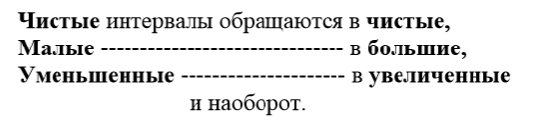 Чистые интервалы обращаются в чистые,
Малые ------------------------------- в большие,
Уменьшенные --------------------- в увеличенные
и наоборот.